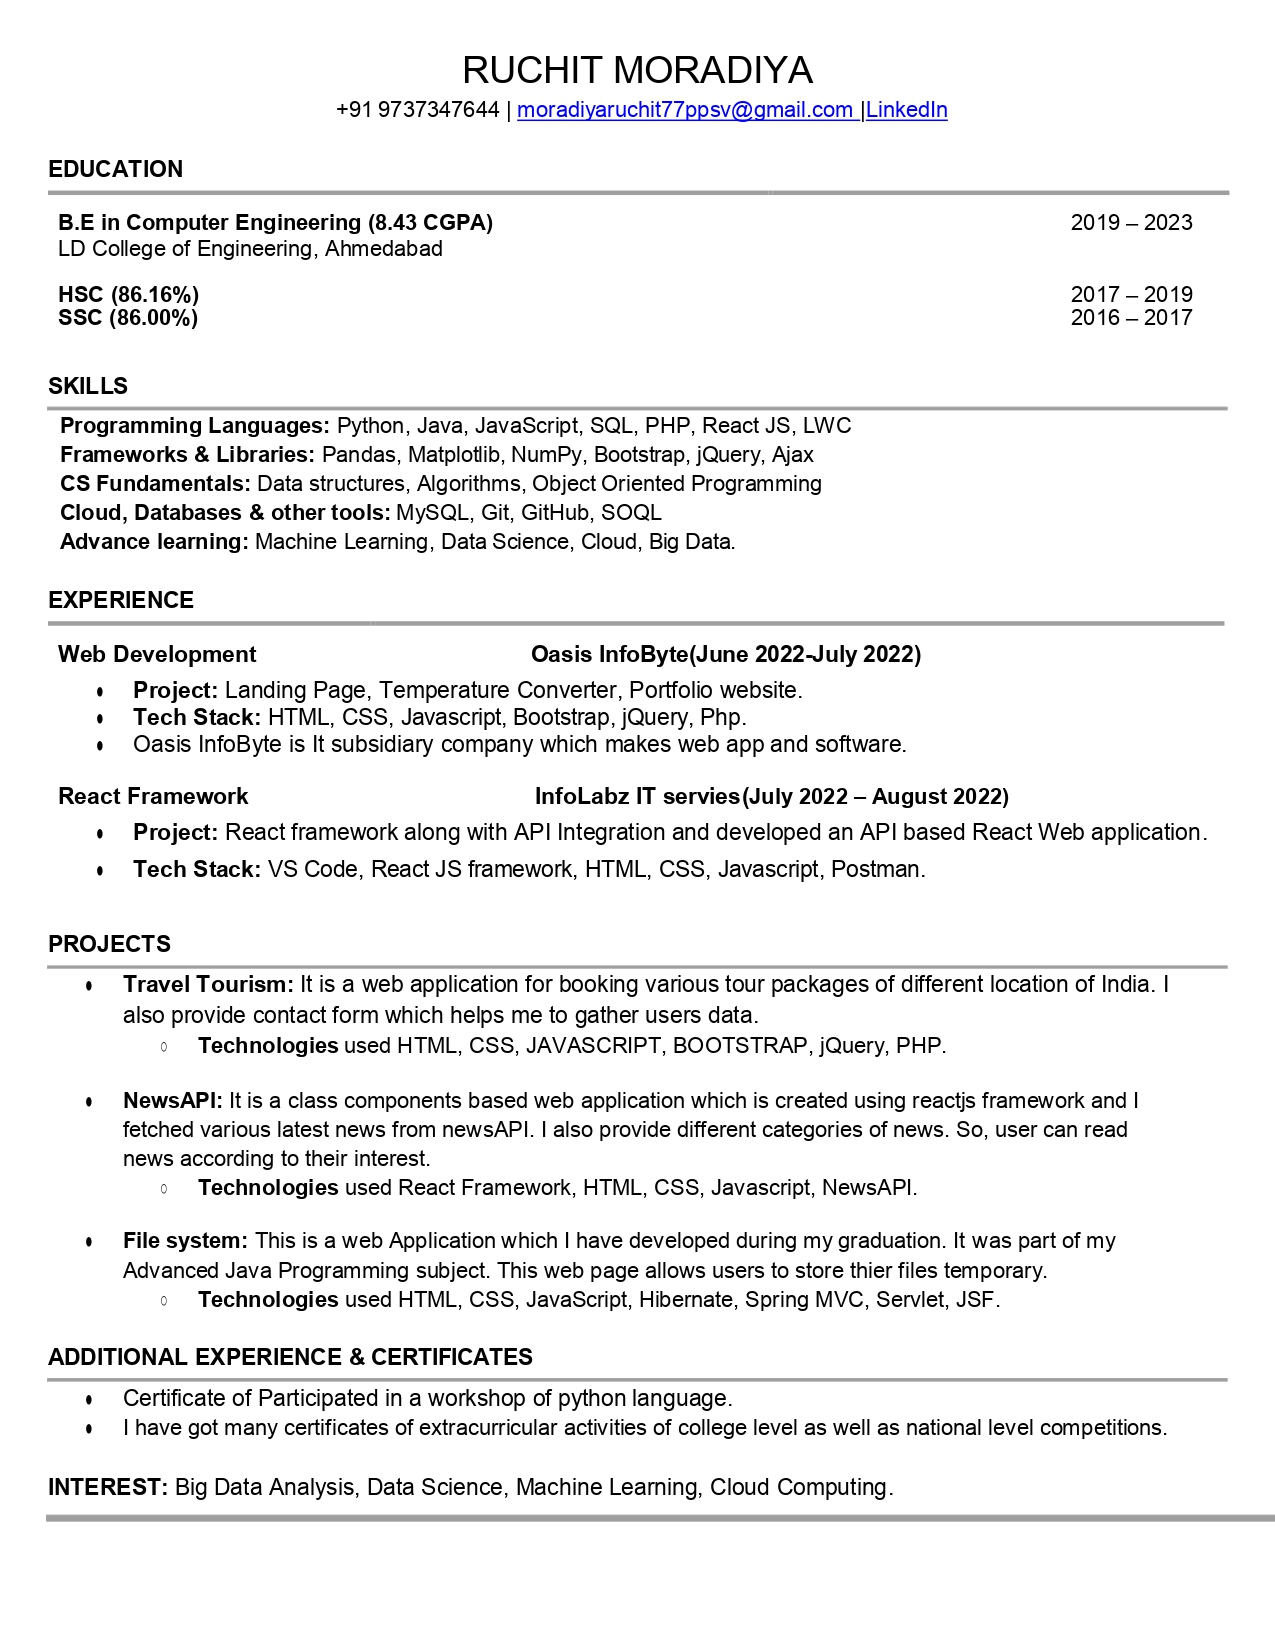 RUCHIT MORADIYA
+91 9737347644 | moradiyaruchit77ppsv@gmail.com |LinkedIn
EDUCATION
B.E in Computer Engineering (8.43 CGPA) 2019 – 2023
LD College of Engineering, Ahmedabad
HSC (86.16%) 2017 – 2019
SSC (86.00%) 2016 – 2017
SKILLS
Programming Languages: Python, Java, JavaScript, SQL, PHP, React JS, LWC
Frameworks & Libraries: Pandas, Matplotlib, NumPy, Bootstrap, jQuery, Ajax
CS Fundamentals: Data structures, Algorithms, Object Oriented Programming
Cloud, Databases & other tools: MySQL, Git, GitHub, SOQL
Advance learning: Machine Learning, Data Science, Cloud, Big Data.
EXPERIENCE
Web Development Oasis InfoByte(June 2022-July 2022)
• Project: Landing Page, Temperature Converter, Portfolio website.
• Tech Stack: HTML, CSS, Javascript, Bootstrap, jQuery, Php.
• Oasis InfoByte is It subsidiary company which makes web app and software.
React Framework InfoLabz IT servies(July 2022 – August 2022)
• Project: React framework along with API Integration and developed an API based React Web application.
• Tech Stack: VS Code, React JS framework, HTML, CSS, Javascript, Postman.
PROJECTS
• Travel Tourism: It is a web application for booking various tour packages of different location of India. I
also provide contact form which helps me to gather users data.
○ Technologies used HTML, CSS, JAVASCRIPT, BOOTSTRAP, jQuery, PHP.
• NewsAPI: It is a class components based web application which is created using reactjs framework and I
fetched various latest news from newsAPI. I also provide different categories of news. So, user can read
news according to their interest.
○ Technologies used React Framework, HTML, CSS, Javascript, NewsAPI.
• File system: This is a web Application which I have developed during my graduation. It was part of my
Advanced Java Programming subject. This web page allows users to store thier files temporary.
○ Technologies used HTML, CSS, JavaScript, Hibernate, Spring MVC, Servlet, JSF.
ADDITIONAL EXPERIENCE & CERTIFICATES
• Certificate of Participated in a workshop of python language.
• I have got many certificates of extracurricular activities of college level as well as national level competitions.
INTEREST: Big Data Analysis, Data Science, Machine Learning, Cloud Computing.